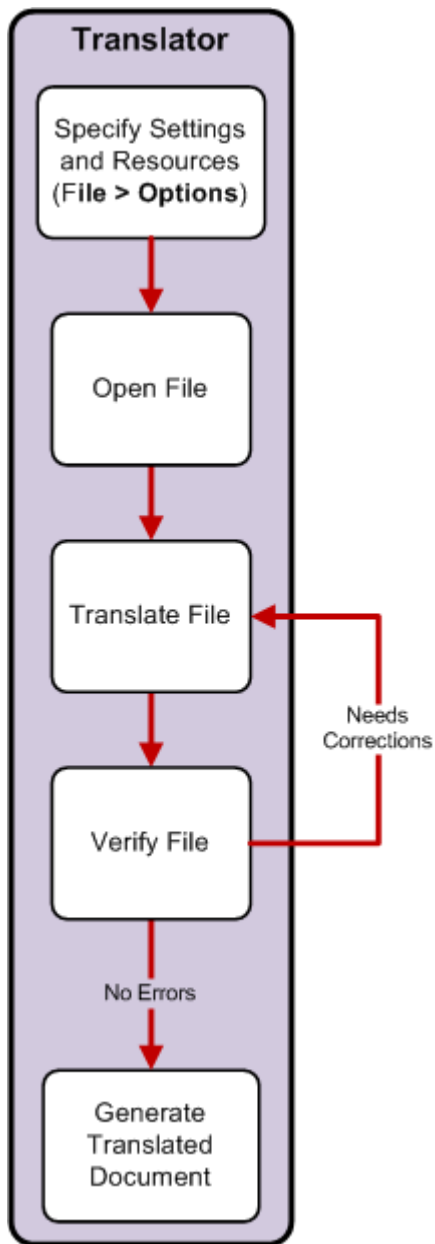 Translator
Specify Settings
and Resources
(File > Options)
Open File
Translate File
Needs
Corrections
Verify File
No Errors
Generate
Translated
Document